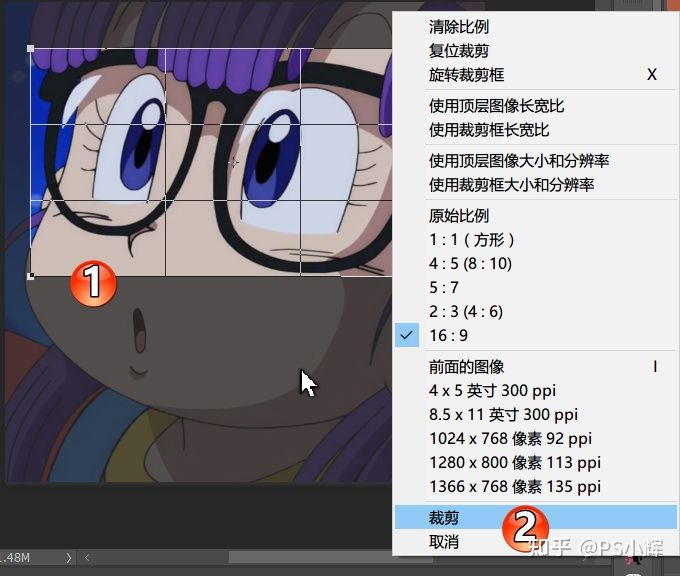 清除比例
复位裁剪
旋转裁剪框 X
使用顶层图像长宽比
使用裁剪框长宽比
使用顶层图像大小和分辨率
使用裁剪框大小和分辨率
原始比例
1 : 1 ( 方形 )
4 : 5 (8 : 10)
5 : 7
2 : 3 (4 : 6)
16 : 9
前面的图像 I
4 x 5 英寸 300 ppi
8.5 x 11 英寸 300 ppi
1024 x 768 像素 92 ppi
1280 x 800 像素 113 ppi
1366 x 768 像素 135 ppi
裁剪
取消
1
2
知乎 @PS小辉
1.48M